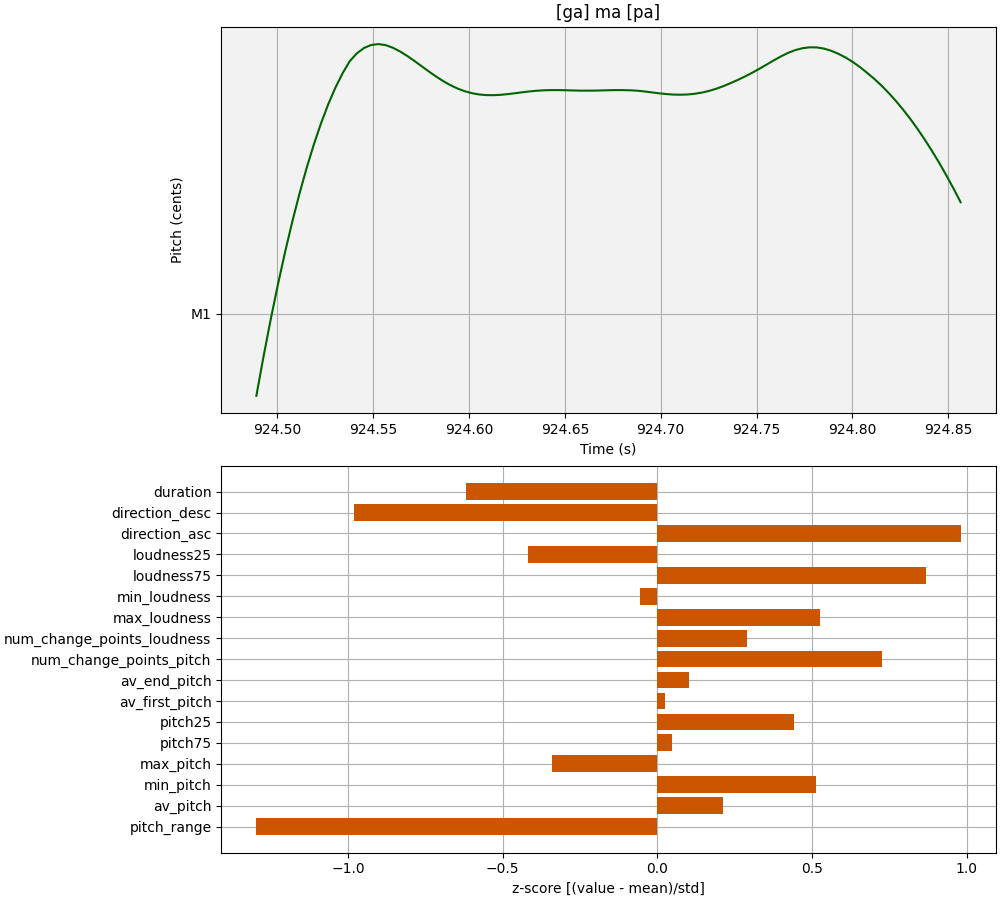 [ga] ma [pa]
Pitch (cents)
M1
924.50 924.55 924.60 924.65 924.70 924.75 924.80 924.85
Time (s)
duration
direction_desc
direction_asc
loudness25
loudness75
min_loudness
max_loudness
num_change_points_loudness
num_change_points_pitch
av_end_pitch
av_first_pitch
pitch25
pitch75
max_pitch
min_pitch
av_pitch
pitch_range
−1.0 −0.5 0.0 0.5 1.0
z-score [(value - mean)/std]